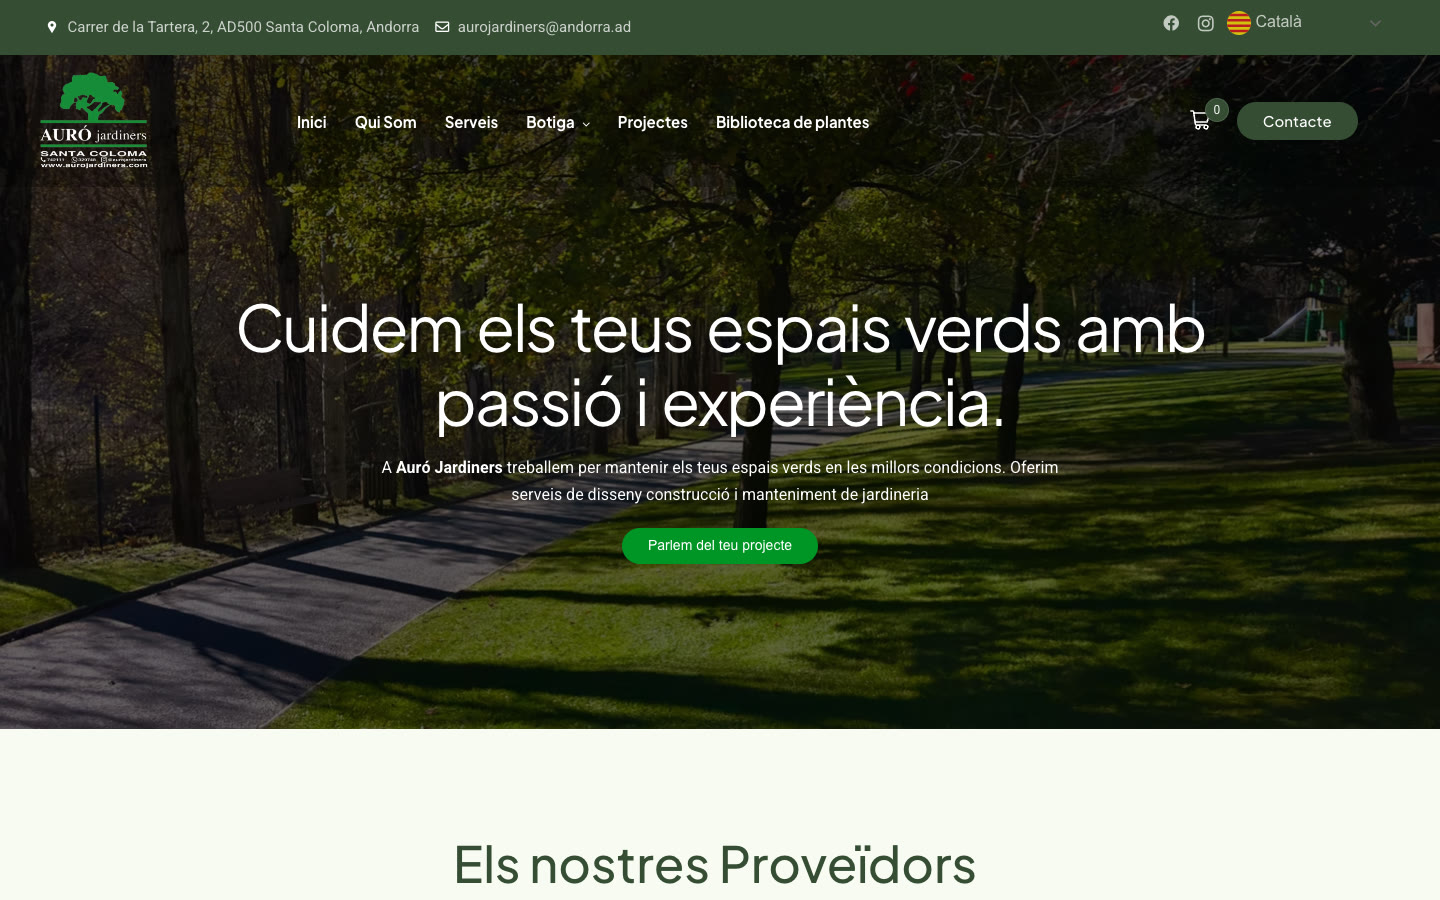 Carrer de la Tartera, 2, AD500 Santa Coloma, Andorra
aurojardiners@andorra.ad
Català
AURÓ jardiners
SANTA COLOMA
www.aurojardiners.com
Inici
Qui Som
Serveis
Botiga
Projectes
Biblioteca de plantes
0
Contacte
Cuidem els teus espais verds amb
passió i experiència.
A Auró Jardiners treballem per mantenir els teus espais verds en les millors condicions. Oferim
serveis de disseny construcció i manteniment de jardineria
Parlem del teu projecte
Els nostres Proveïdors